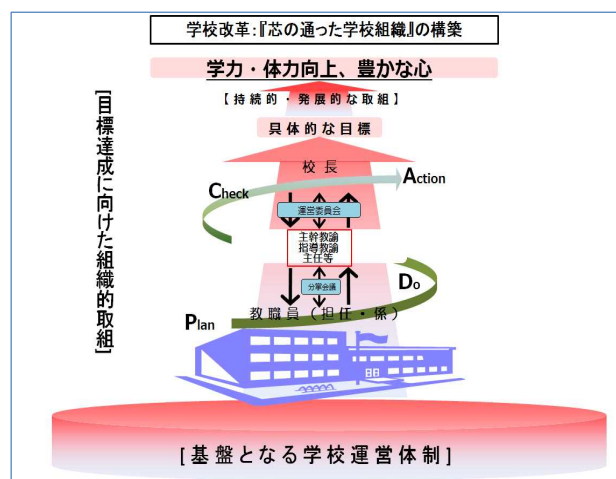 学校改革:『芯の通った学校組織』の構築
学力・体力向上、豊かな心
【持続的・発展的な取組】
具体的な目標
[目標達成に向けた組織的取組]
校長
Check
Action
運営委員会
主幹教諭
指導教諭
主任等
分掌会議
Do
Plan
教職員(担任・係)
[基盤となる学校運営体制]